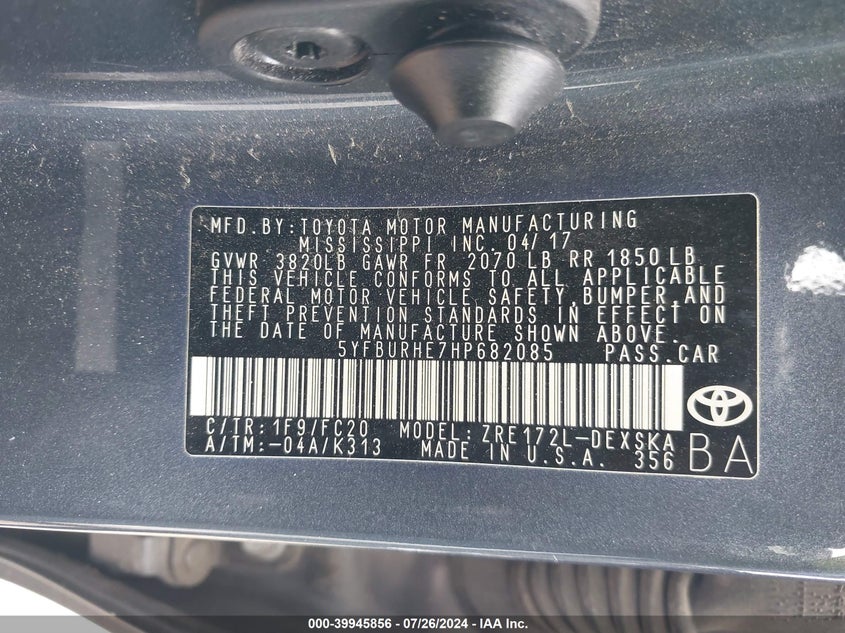 MFD.BY:TOYOTA MOTOR MANUFACTURING
MISSISSIPPI INC. 04/17
GVWR 3820LB GAWR FR 2070 LB RR 1850 LB
THIS VEHICLE CONFORMS TO ALL APPLICABLE
FEDERAL MOTOR VEHICLE SAFETY,BUMPER,AND
THEFT PREVENTION STANDARDS IN EFFECT ON
THE DATE OF MANUFACTURE SHOWN ABOVE.
5YFBURHE7HP682085 PASS.CAR
C/TR:1F9/FC20 MODEL:ZRE172L-DEXSKA
A/TM:-04A/K313 MADE IN U.S.A. 356
BA
000-39945856 - 07/26/2024 - IAA Inc.